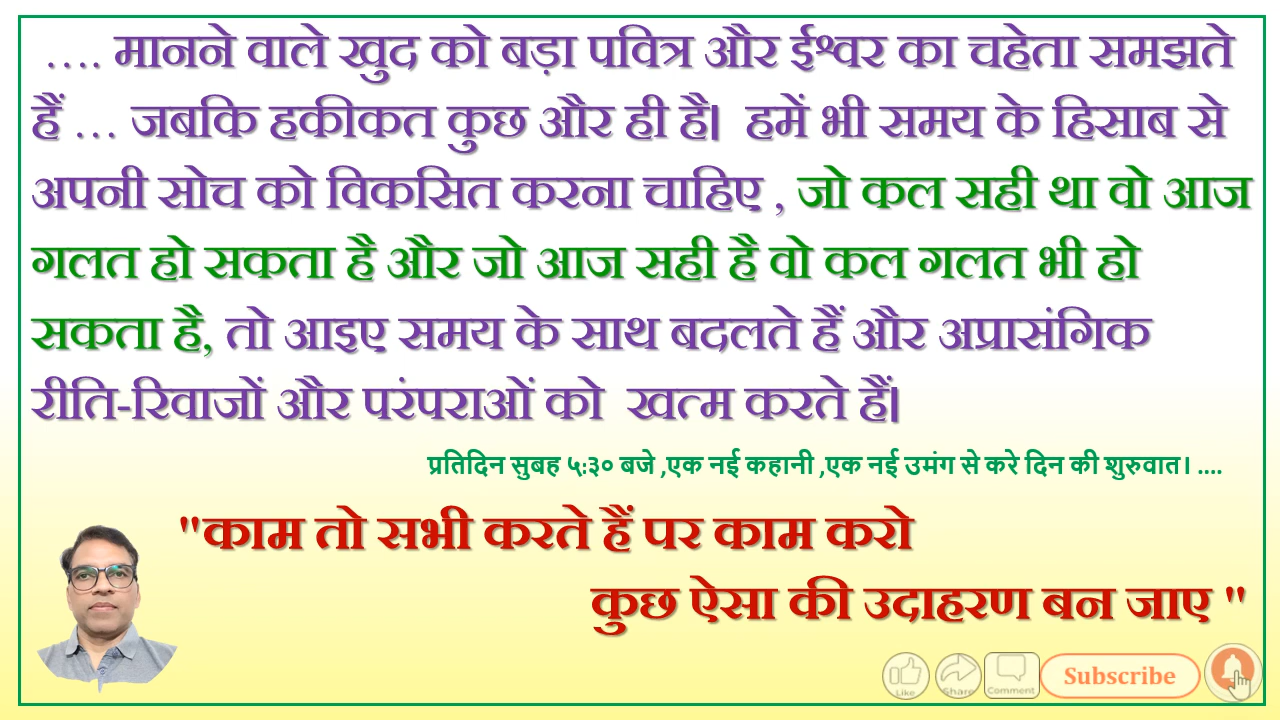 …. मानने वाले खुद को बड़ा पवित्र और ईश्वर का चहेता समझते
हैं … जबकि हकीकत कुछ और ही है| हमें भी समय के हिसाब से
अपनी सोच को विकसित करना चाहिए , जो कल सही था वो आज
गलत हो सकता है और जो आज सही है वो कल गलत भी हो
सकता है, तो आइए समय के साथ बदलते हैं और अप्रासंगिक
रीति-रिवाजों और परंपराओं को खत्म करते हैं|
प्रतिदिन सुबह ५:३० बजे ,एक नई कहानी ,एक नई उमंग से करे दिन की शुरुवात। ....
"काम तो सभी करते हैं पर काम करो
कुछ ऐसा की उदाहरण बन जाए "
Like Share Comment Subscribe